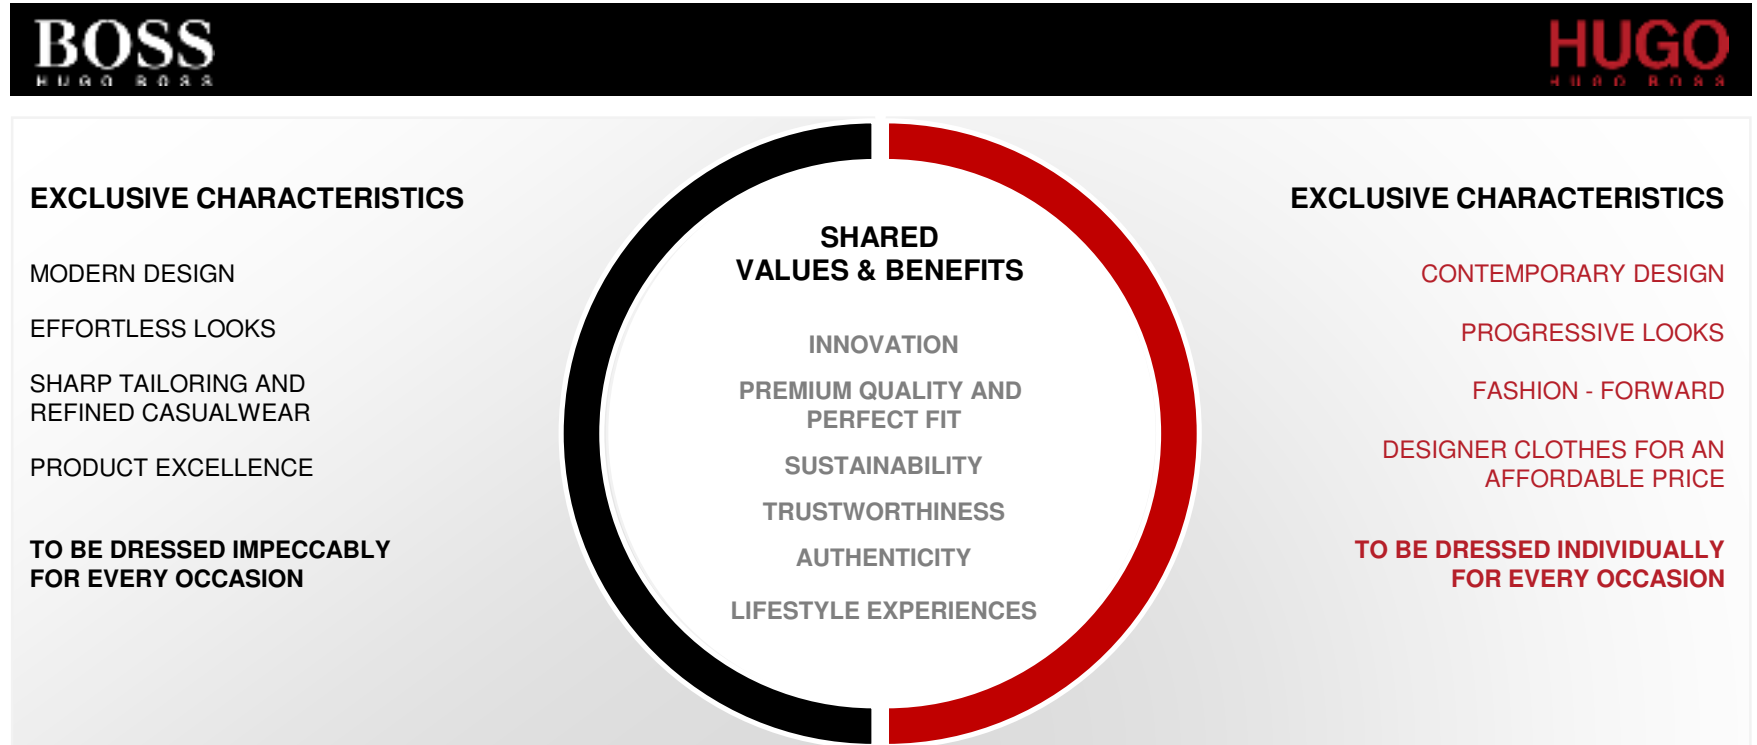 BOSS
HUGO BOSS
HUGO
HUGO BOSS
EXCLUSIVE CHARACTERISTICS
MODERN DESIGN
EFFORTLESS LOOKS
SHARP TAILORING AND
REFINED CASUALWEAR
PRODUCT EXCELLENCE
TO BE DRESSED IMPECCABLY
FOR EVERY OCCASION
SHARED
VALUES & BENEFITS
INNOVATION
PREMIUM QUALITY AND
PERFECT FIT
SUSTAINABILITY
TRUSTWORTHINESS
AUTHENTICITY
LIFESTYLE EXPERIENCES
EXCLUSIVE CHARACTERISTICS
CONTEMPORARY DESIGN
PROGRESSIVE LOOKS
FASHION - FORWARD
DESIGNER CLOTHES FOR AN
AFFORDABLE PRICE
TO BE DRESSED INDIVIDUALLY
FOR EVERY OCCASION